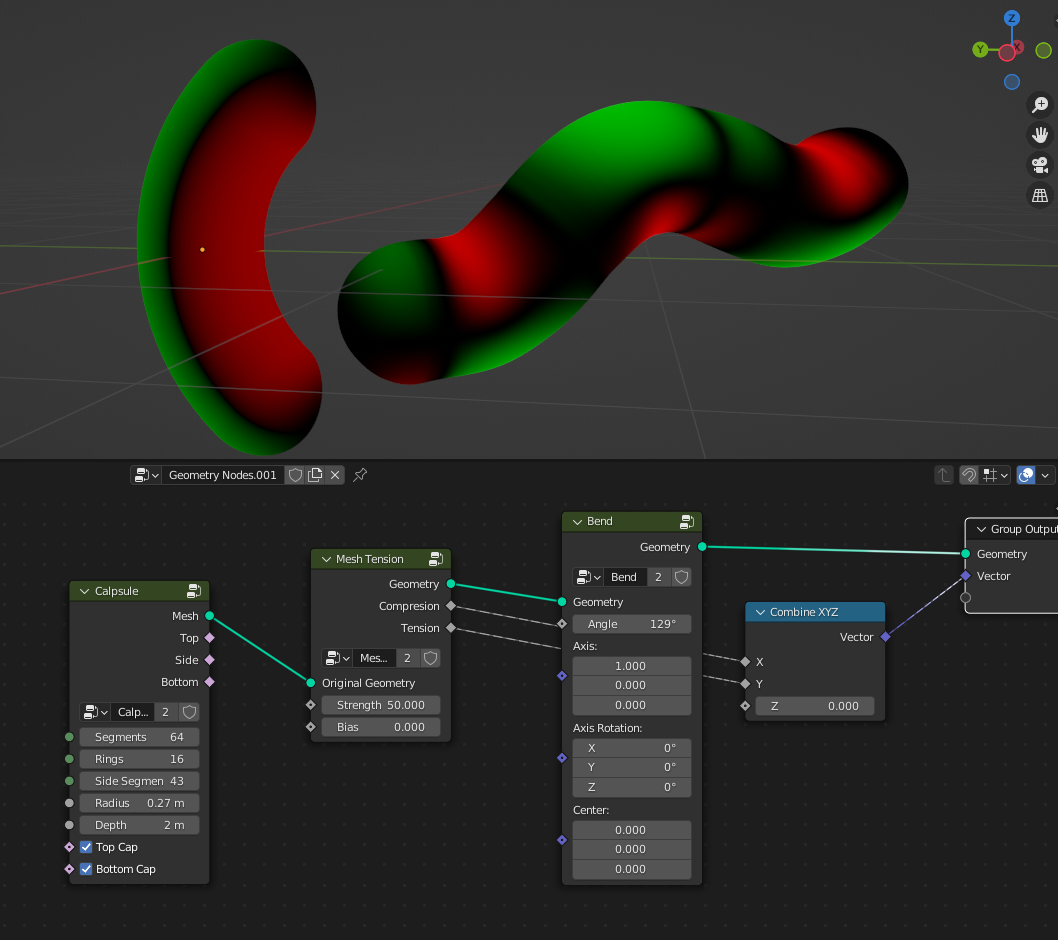 Z
Y
X
Geometry Nodes.001
Calpsule
Mesh
Top
Side
Bottom
Calp... 2
Segments 64
Rings 16
Side Segmen 43
Radius 0.27 m
Depth 2 m
Top Cap
Bottom Cap
Mesh Tension
Geometry
Compresion
Tension
Mes... 2
Original Geometry
Strength 50.000
Bias 0.000
Bend
Geometry
Bend 2
Geometry
Angle 129°
Axis:
1.000
0.000
0.000
Axis Rotation:
X 0°
Y 0°
Z 0°
Center:
0.000
0.000
0.000
Combine XYZ
Vector
X
Y
Z 0.000
Group Outpu
Geometry
Vector